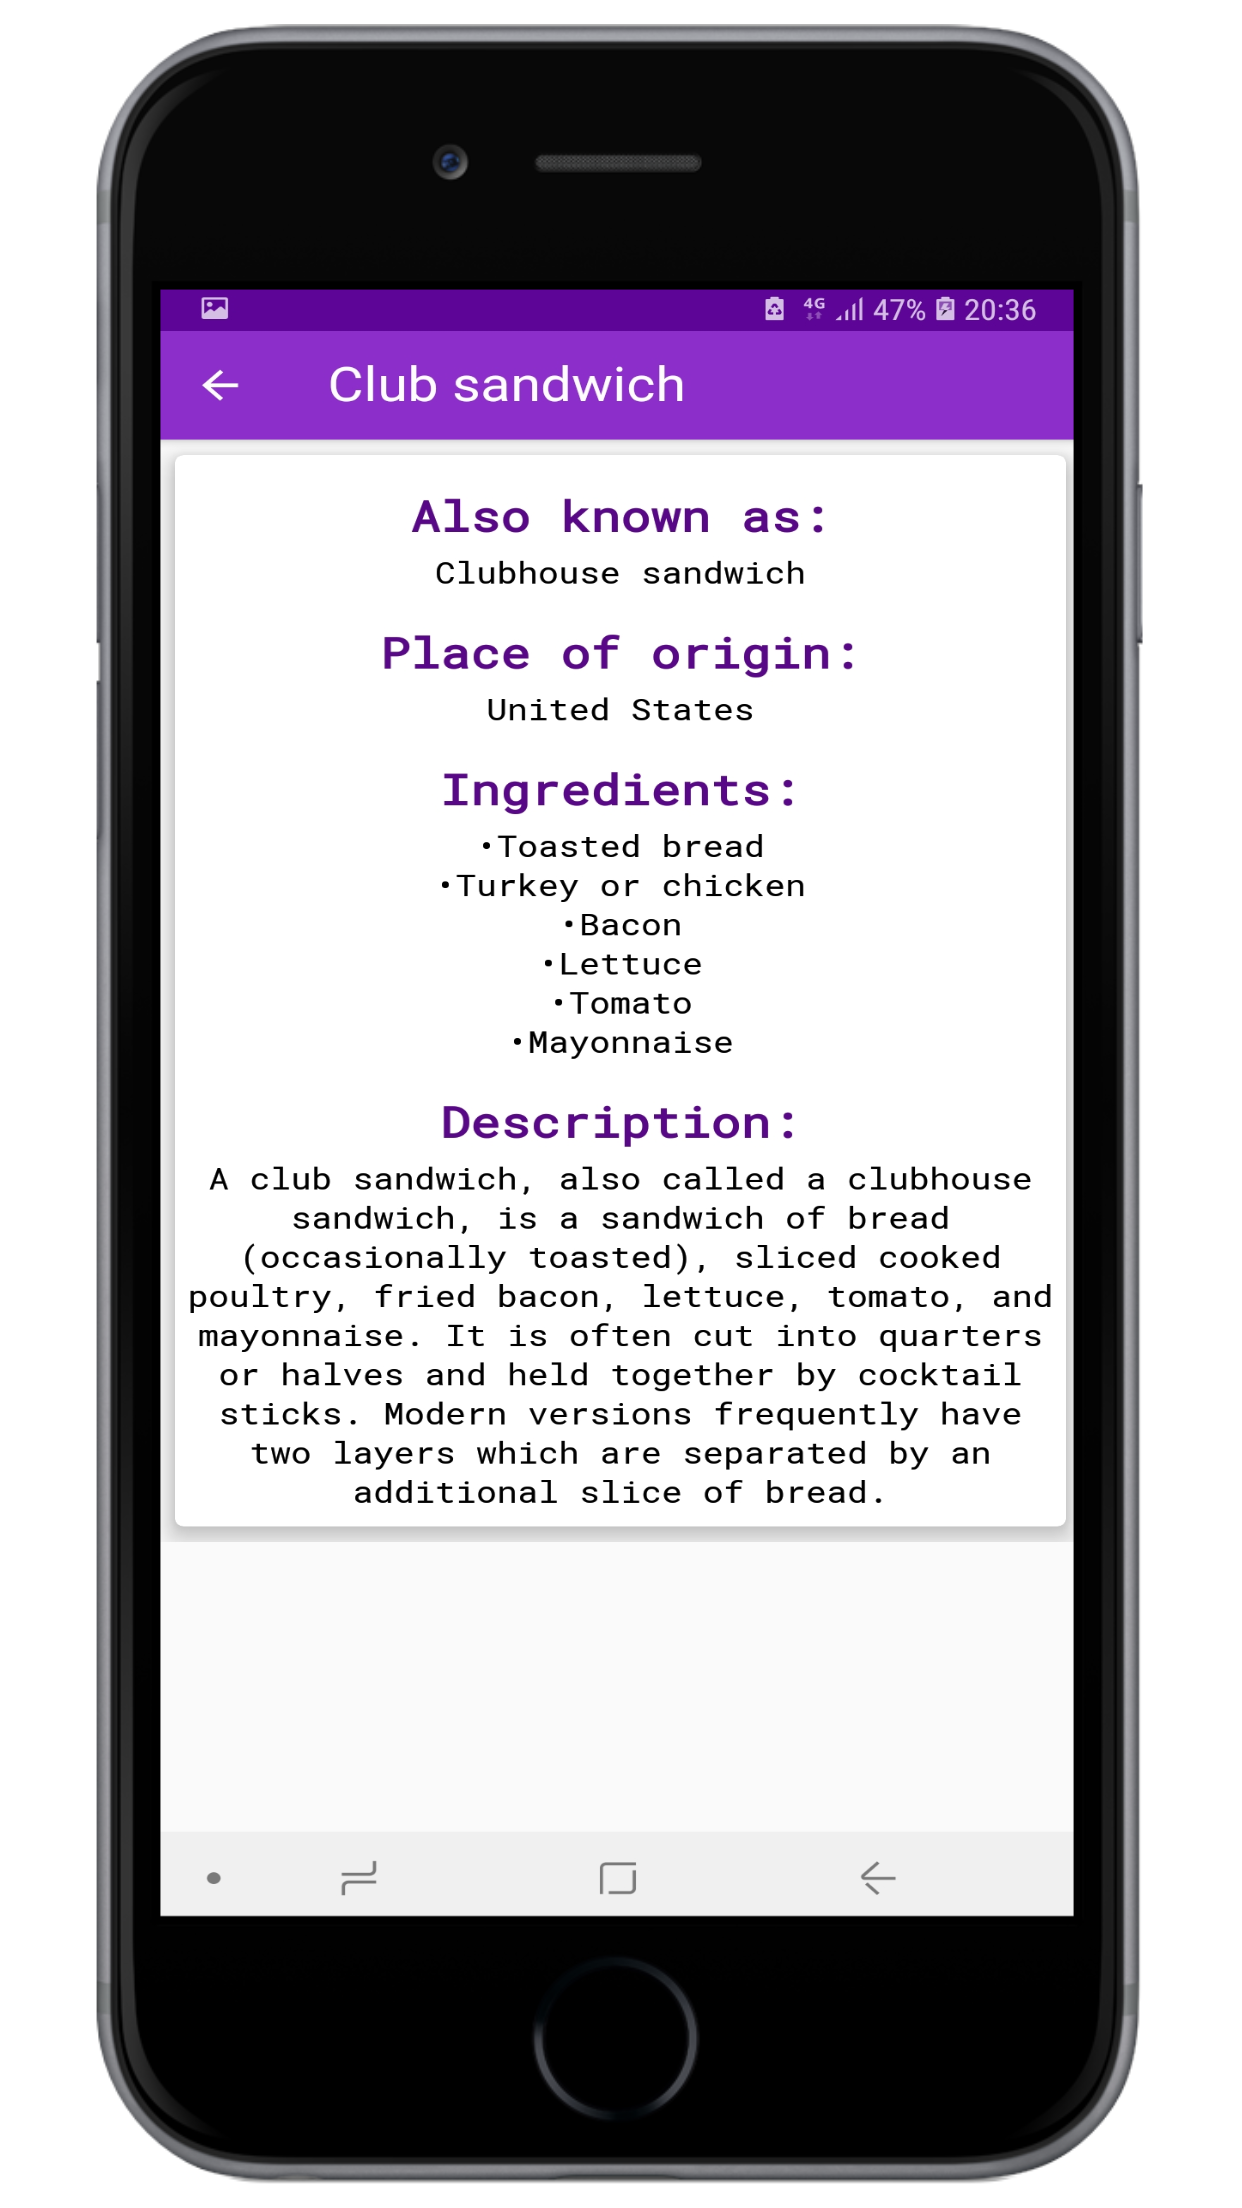 4G 47% 20:36
Club sandwich
Also known as:
Clubhouse sandwich
Place of origin:
United States
Ingredients:
•Toasted bread
•Turkey or chicken
•Bacon
•Lettuce
•Tomato
•Mayonnaise
Description:
A club sandwich, also called a clubhouse
sandwich, is a sandwich of bread
(occasionally toasted), sliced cooked
poultry, fried bacon, lettuce, tomato, and
mayonnaise. It is often cut into quarters
or halves and held together by cocktail
sticks. Modern versions frequently have
two layers which are separated by an
additional slice of bread.